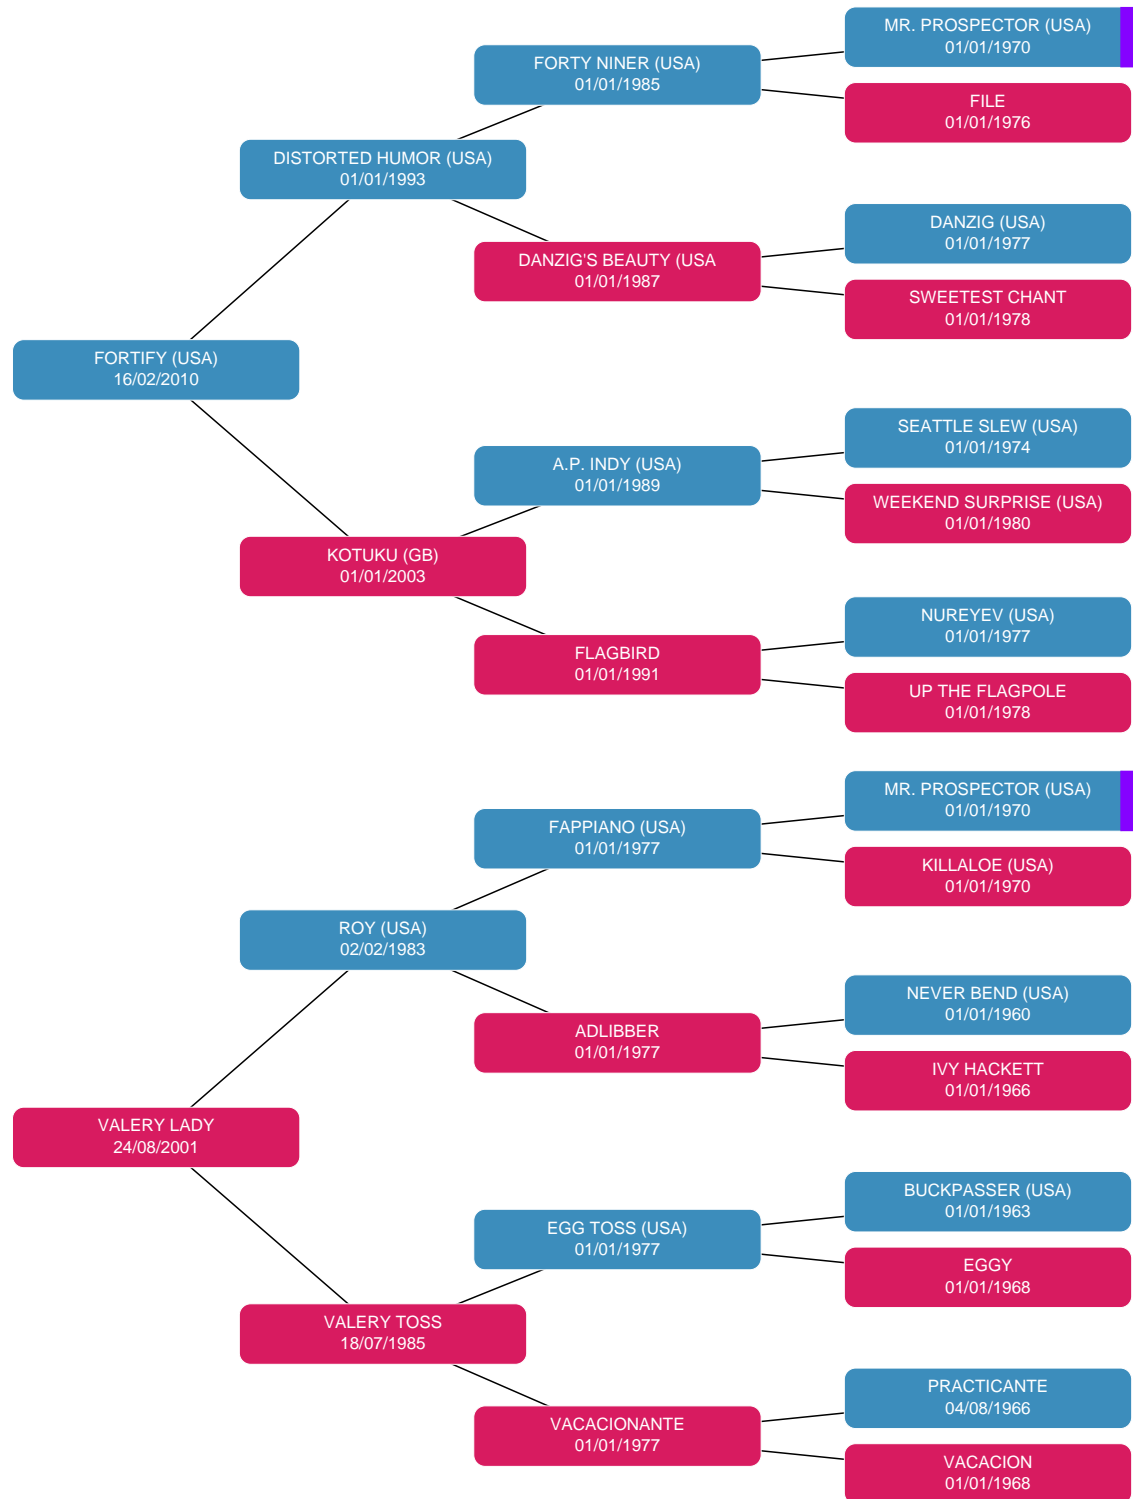 MR. PROSPECTOR (USA)
01/01/1970
FORTY NINER (USA)
01/01/1985
FILE
01/01/1976
DISTORTED HUMOR (USA)
01/01/1993
DANZIG (USA)
01/01/1977
DANZIG'S BEAUTY (USA
01/01/1987
SWEETEST CHANT
01/01/1978
FORTIFY (USA)
16/02/2010
SEATTLE SLEW (USA)
01/01/1974
A.P. INDY (USA)
01/01/1989
WEEKEND SURPRISE (USA)
01/01/1980
KOTUKU (GB)
01/01/2003
NUREYEV (USA)
01/01/1977
FLAGBIRD
01/01/1991
UP THE FLAGPOLE
01/01/1978
MR. PROSPECTOR (USA)
01/01/1970
FAPPIANO (USA)
01/01/1977
KILLALOE (USA)
01/01/1970
ROY (USA)
02/02/1983
NEVER BEND (USA)
01/01/1960
ADLIBBER
01/01/1977
IVY HACKETT
01/01/1966
VALERY LADY
24/08/2001
BUCKPASSER (USA)
01/01/1963
EGG TOSS (USA)
01/01/1977
EGGY
01/01/1968
VALERY TOSS
18/07/1985
PRACTICANTE
04/08/1966
VACACIONANTE
01/01/1977
VACACION
01/01/1968